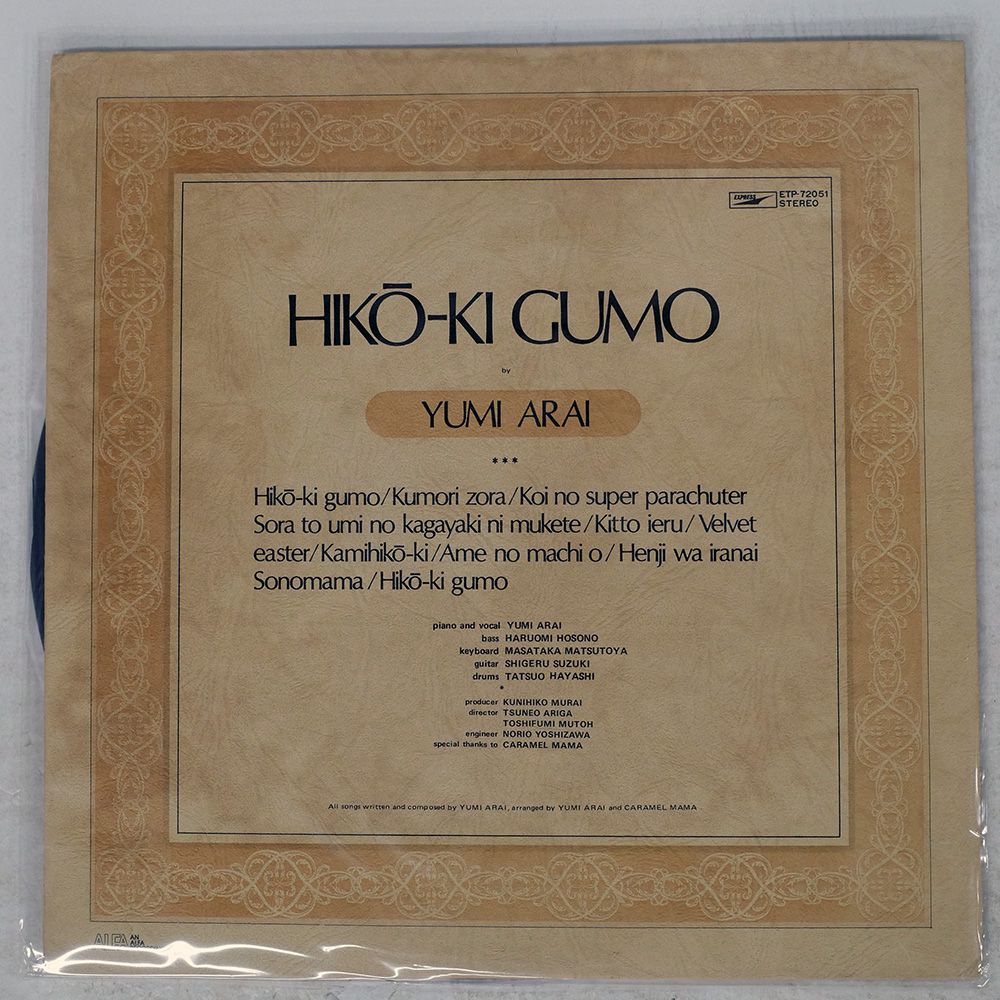 EXPRESS
ETP-72051
STEREO
HIKŌ-KI GUMO
by
YUMI ARAI
***
Hikō-ki gumo/Kumori zora/Koi no super parachuter
Sora to umi no kagayaki ni mukete/Kitto ieru/Velvet
easter/Kamihikō-ki/Ame no machi o/Henji wa iranai
Sonomama/Hikō-ki gumo
piano and vocal YUMI ARAI
bass HARUOMI HOSONO
keyboard MASATAKA MATSUTOYA
guitar SHIGERU SUZUKI
drums TATSUO HAYASHI
*
producer KUNIHIKO MURAI
director TSUNEO ARIGA
TOSHIFUMI MUTOH
engineer NORIO YOSHIZAWA
special thanks to CARAMEL MAMA
All songs written and composed by YUMI ARAI, arranged by YUMI ARAI and CARAMEL MAMA
ALFA
AN
ALFA